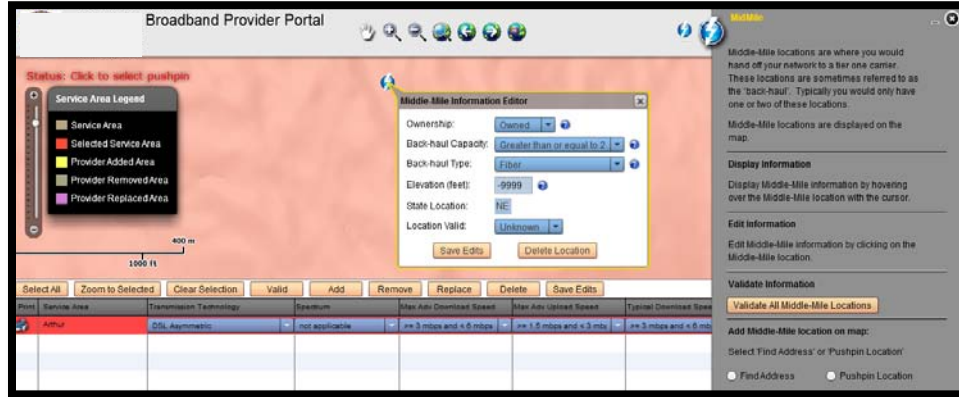 Broadband Provider Portal
Status: Click to select pushpin
Service Area Legend
Service Area
Selected Service Area
Provider Added Area
Provider Removed Area
Provider Replaced Area
400 m
1000 ft
Middle-Mile Information Editor
Ownership: Owned
Back-haul Capacity: Greater than or equal to 2
Back-haul Type: Fiber
Elevation (feet): -9999
State Location: NE
Location Valid: Unknown
Save Edits Delete Location
Select All Zoom to Selected Clear Selection Valid Add Remove Replace Delete Save Edits
Print Service Area Transmission Technology Spectrum Max Adv Download Speed Max Adv Upload Speed Typical Download Spee
Arthur DSL Asymmetric not applicable >= 3 mbps and < 6 mbps >= 1.5 mbps and < 3 mby >= 3 mbps and < 6 mb
MidMile
Middle-Mile locations are where you would
hand off your network to a tier one carrier.
These locations are sometimes referred to as
the 'back-haul'. Typically you would only have
one or two of these locations.
Middle-Mile locations are displayed on the
map.
Display Information
Display Middle-Mile information by hovering
over the Middle-Mile location with the cursor.
Edit Information
Edit Middle-Mile information by clicking on the
Middle-Mile location.
Validate Information
Validate All Middle-Mile Locations
Add Middle-Mile location on map:
Select 'Find Address' or 'Pushpin Location'
Find Address Pushpin Location